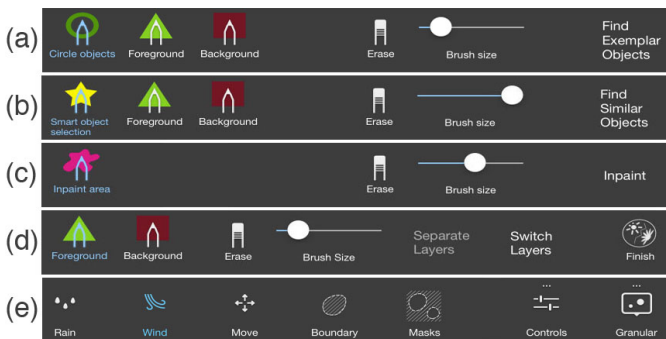 (a) Circle objects Foreground Background Erase Brush size Find
Exemplar
Objects
(b) Smart object
selection Foreground Background Erase Brush size Find
Similar
Objects
(c) Inpaint area Erase Brush size Inpaint
(d) Foreground Background Erase Brush Size Separate
Layers Switch
Layers Finish
(e) Rain Wind Move Boundary Masks ... Controls ... Granular